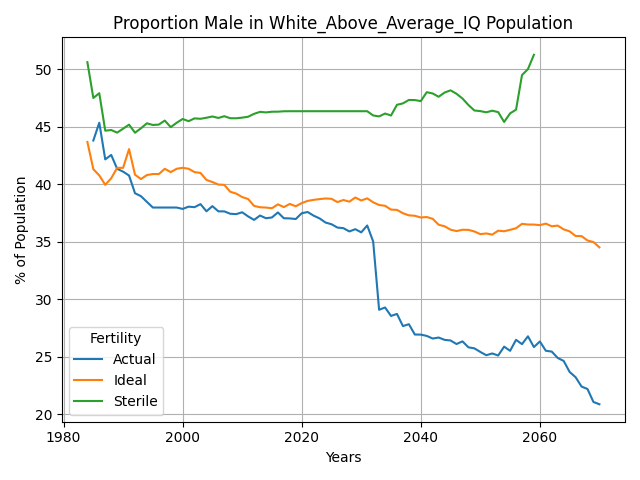 Proportion Male in White_Above_Average_IQ Population
% of Population
50
45
40
35
30
25
20
Fertility
Actual
Ideal
Sterile
1980
2000
2020
2040
2060
Years